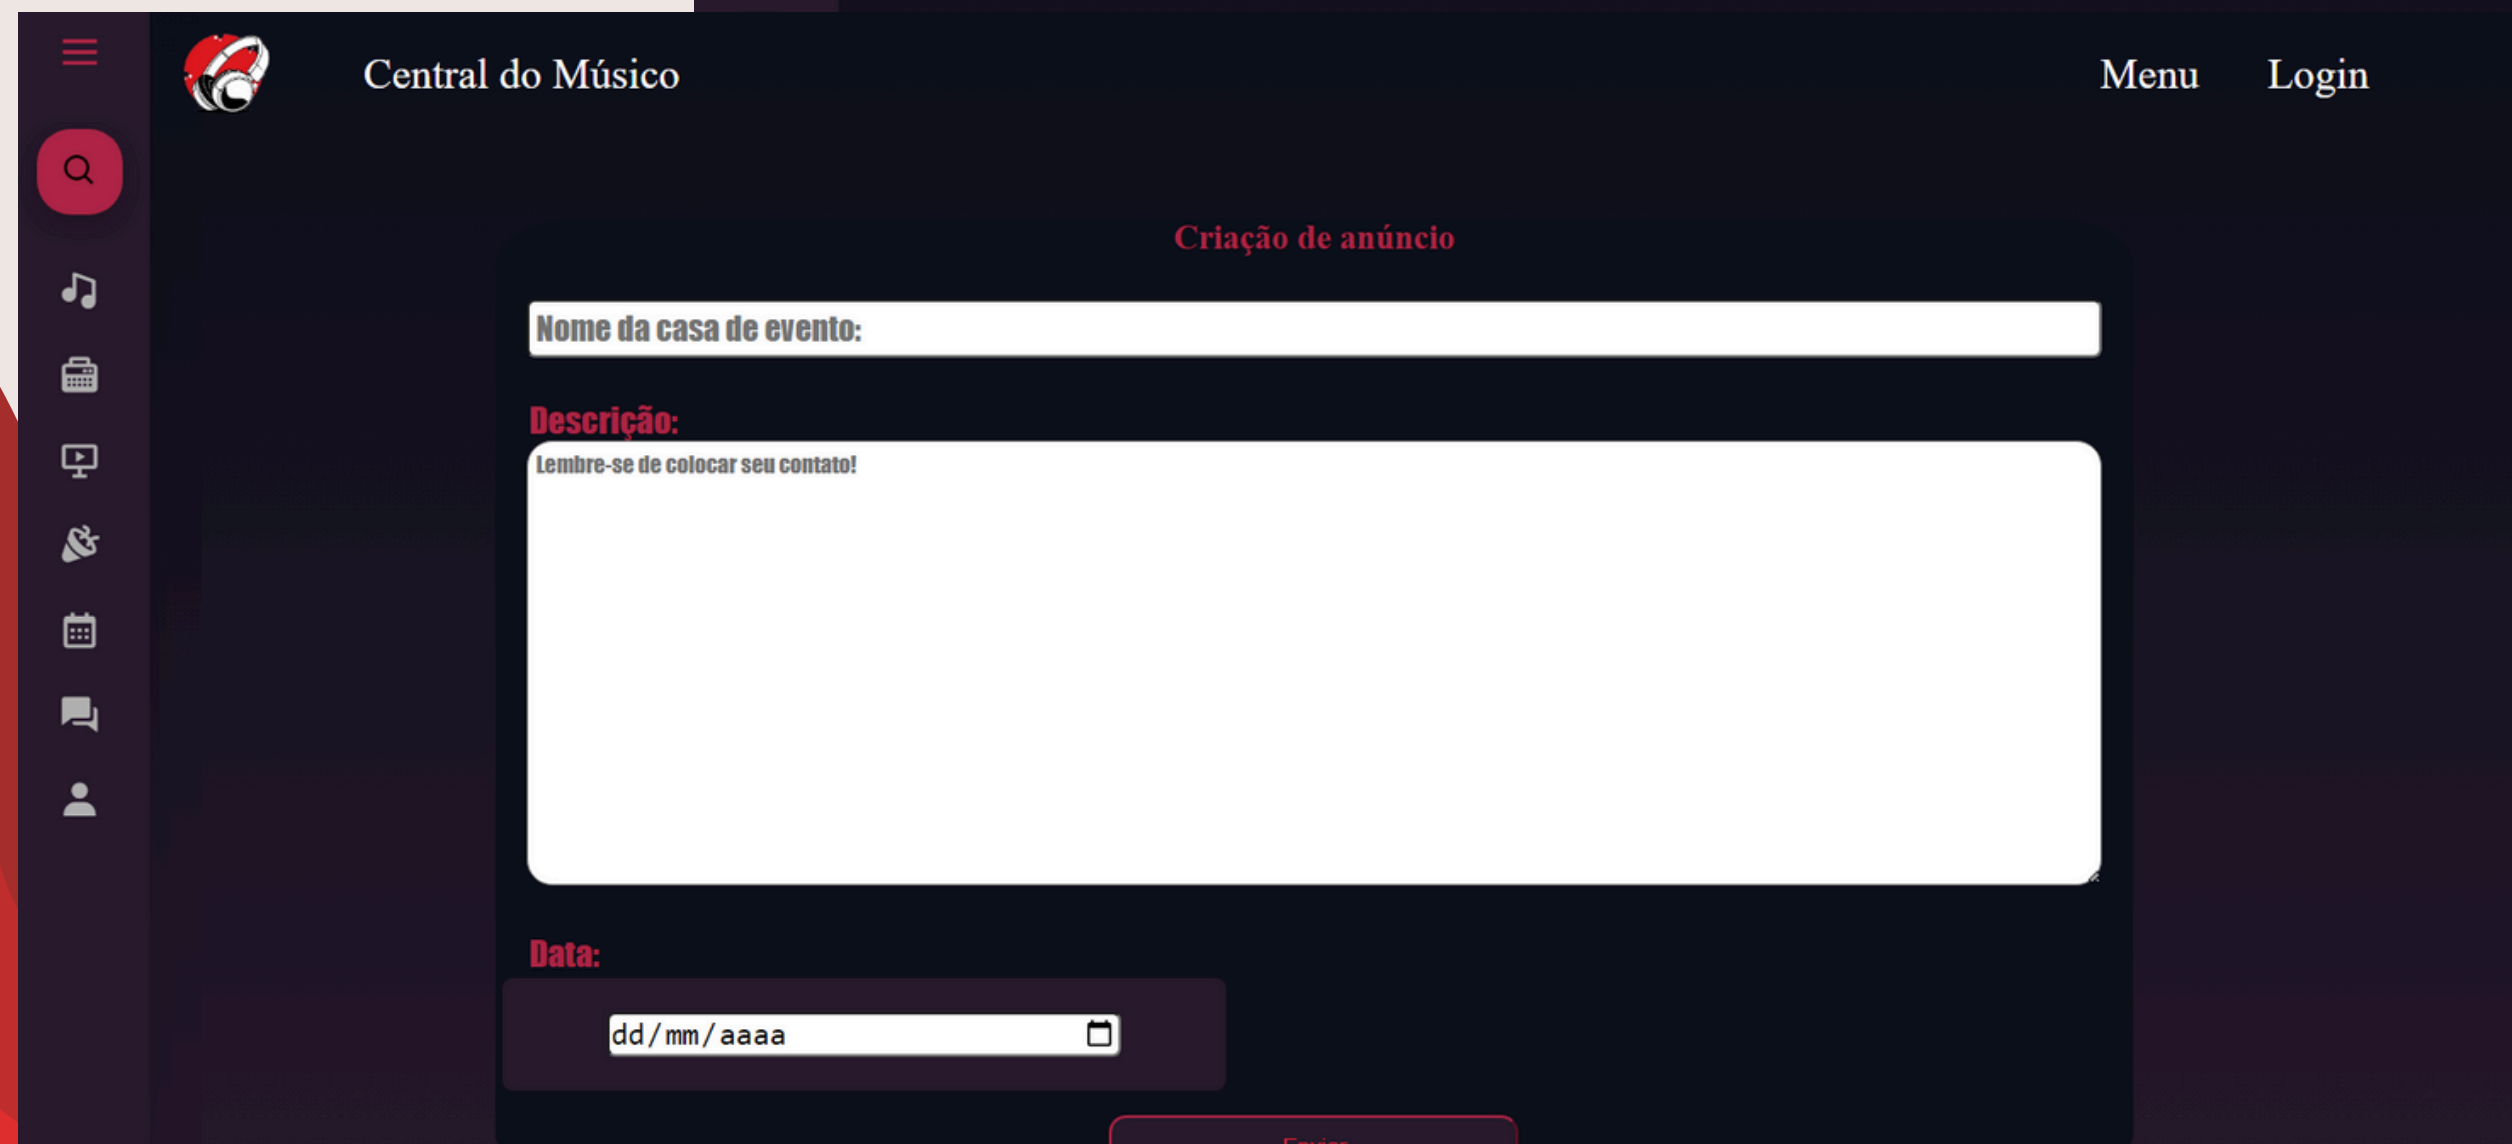 Central do Músico
Menu
Login
Criação de anúncio
Nome da casa de evento:
Descrição:
Lembre-se de colocar seu contato!
Data:
dd/mm/aaaa